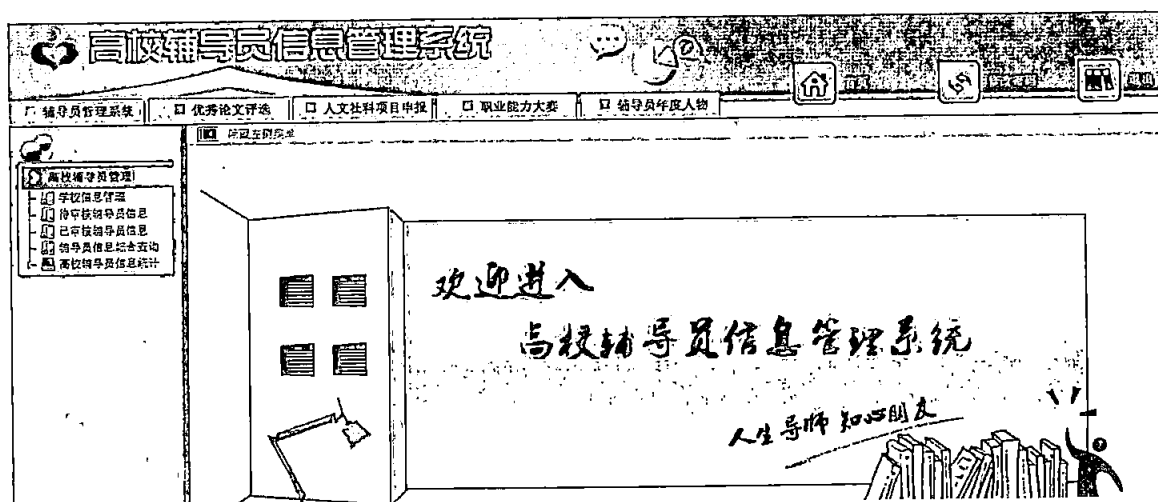 高校辅导员信息管理系统
首页
退出
辅导员管理系统
优秀论文评选
人文社科项目申报
职业能力大赛
辅导员年度人物
高校辅导员管理
学校信息管理
待审核辅导员信息
已审核辅导员信息
辅导员信息综合查询
高校辅导员信息统计
欢迎进入
高校辅导员信息管理系统
人生导师 知心朋友